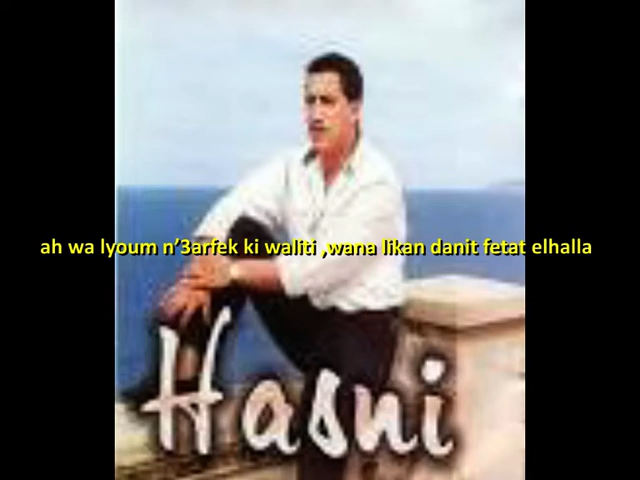 ah wa lyoum n’3arfek ki waliti ,wana likan danit fetat elhalla
Hasni